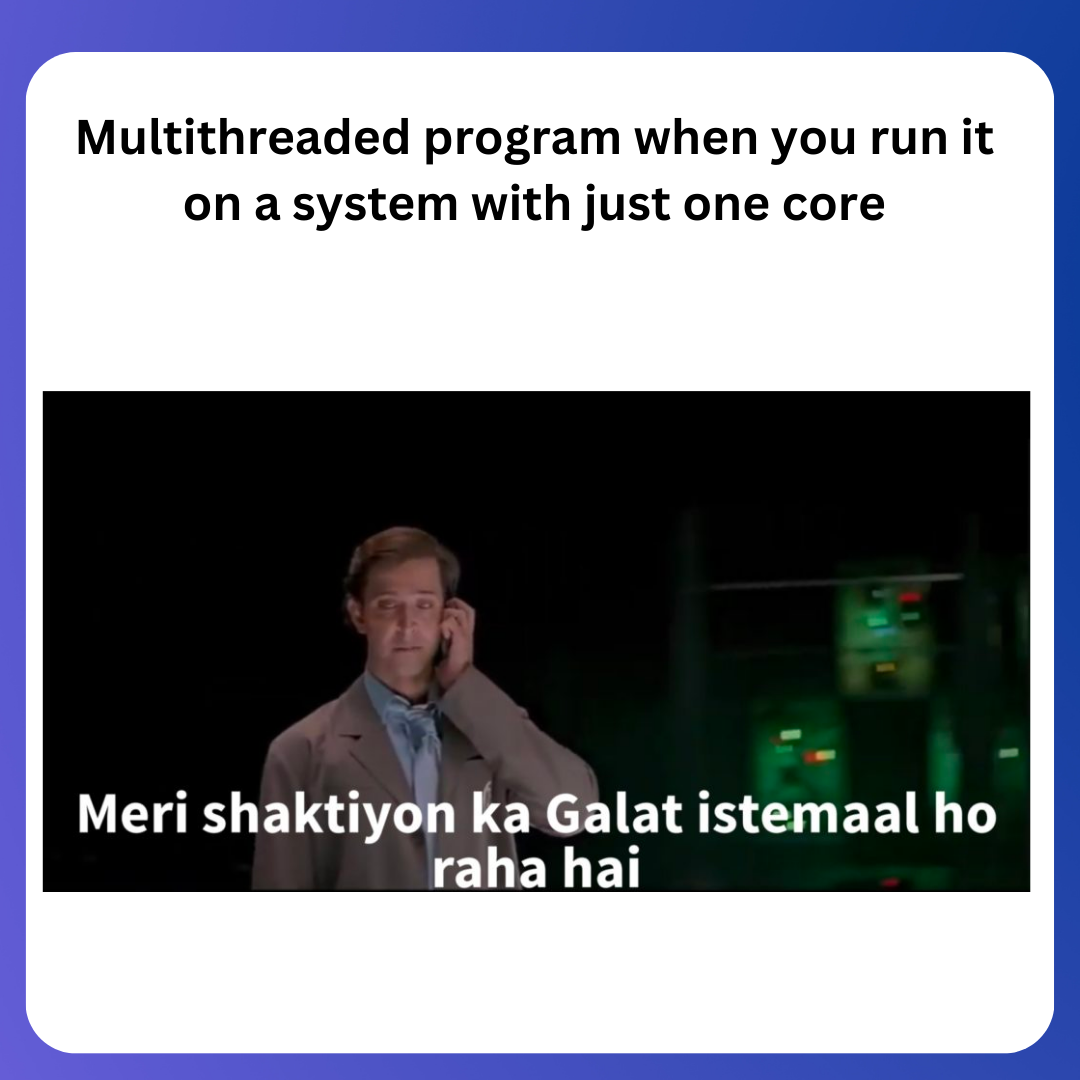 Multithreaded program when you run it
on a system with just one core
Meri shaktiyon ka Galat istemaal ho
raha hai